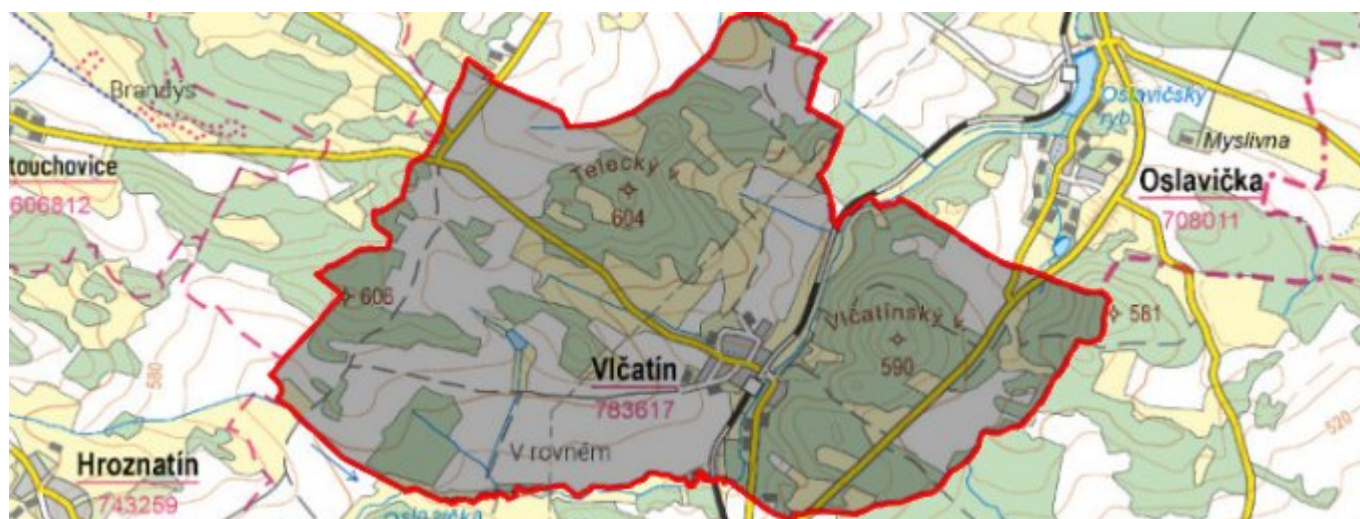 Brandys
touchovice
606812
Telecký v.
604
Oslavičský
ryb.
Myslivna
Oslavička
708011
606
Vlčatínský v.
590
581
Vlčatín
783617
580
V rovném
520
Hroznatín
743259